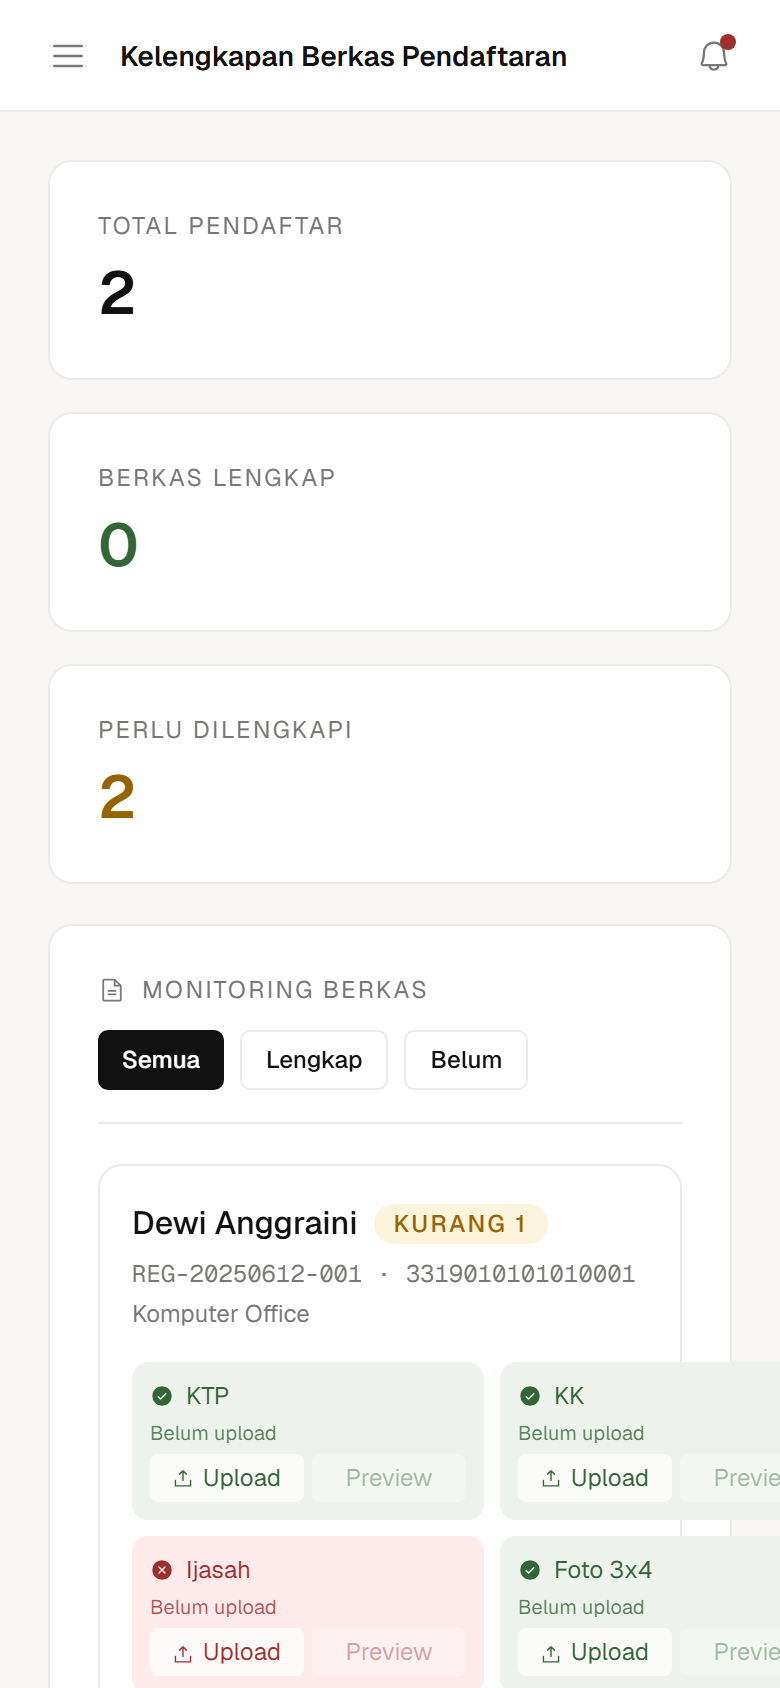 Kelengkapan Berkas Pendaftaran
TOTAL PENDAFTAR
2
BERKAS LENGKAP
0
PERLU DILENGKAPI
2
MONITORING BERKAS
Semua Lengkap Belum
Dewi Anggraini KURANG 1
REG-20250612-001 · 3319010101010001
Komputer Office
KTP
Belum upload
Upload Preview
KK
Belum upload
Upload Previe
Ijasah
Belum upload
Upload Preview
Foto 3x4
Belum upload
Upload Previe